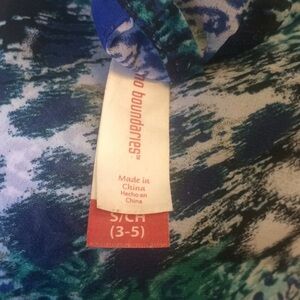 no boundaries™
Made in
China
Hecho en
China
S/CH
(3-5)